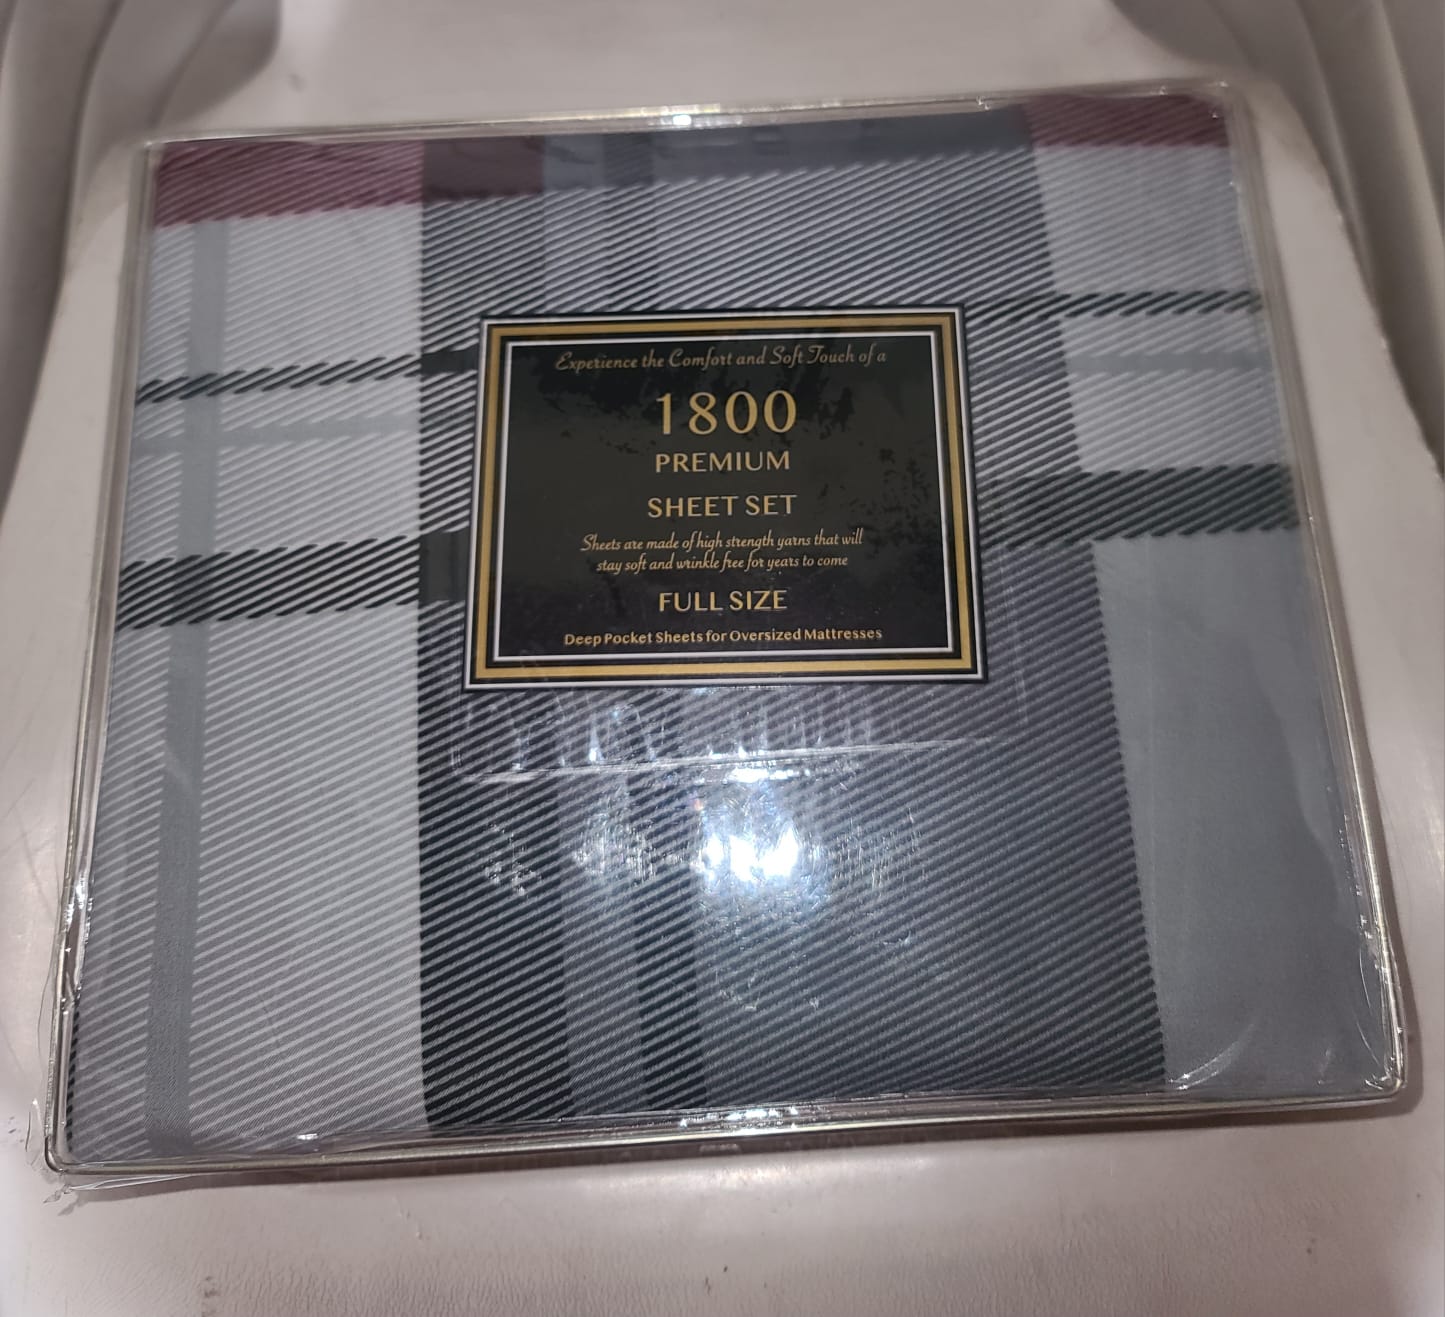 Experience the Comfort and Soft Touch of a
1800
PREMIUM
SHEET SET
Sheets are made of high strength yarns that will
stay soft and wrinkle free for years to come
FULL SIZE
Deep Pocket Sheets for Oversized Mattresses